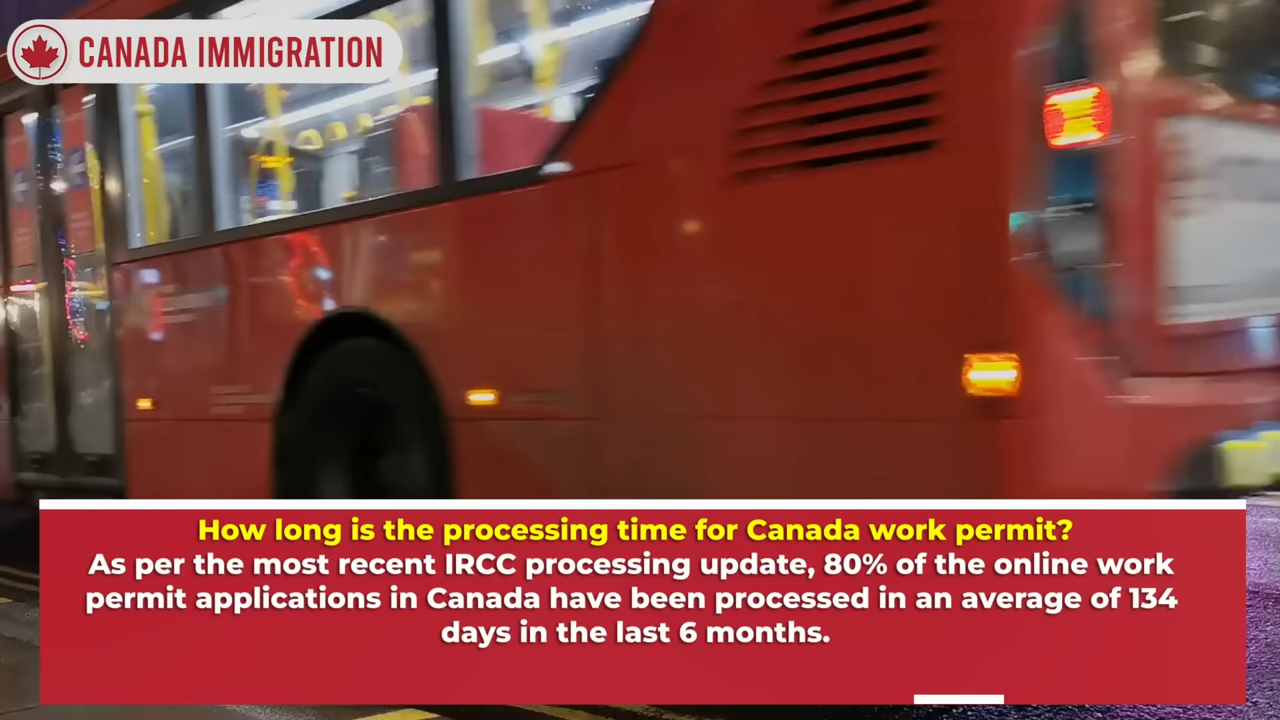 CANADA IMMIGRATION
How long is the processing time for Canada work permit?
As per the most recent IRCC processing update, 80% of the online work
permit applications in Canada have been processed in an average of 134
days in the last 6 months.